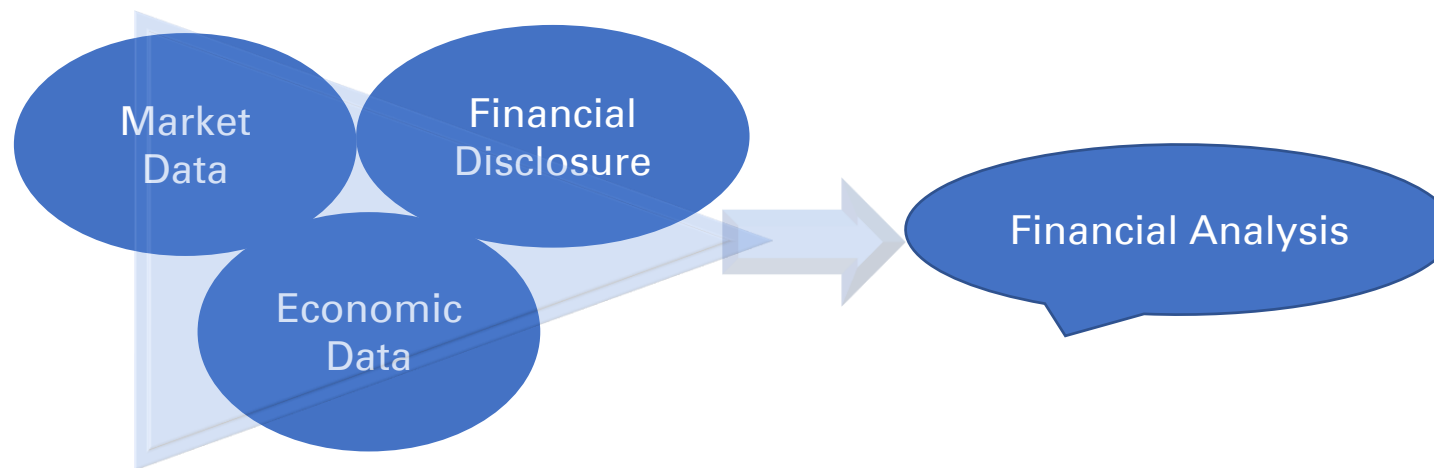 Market
Data
Financial
Disclosure
Economic
Data
Financial Analysis